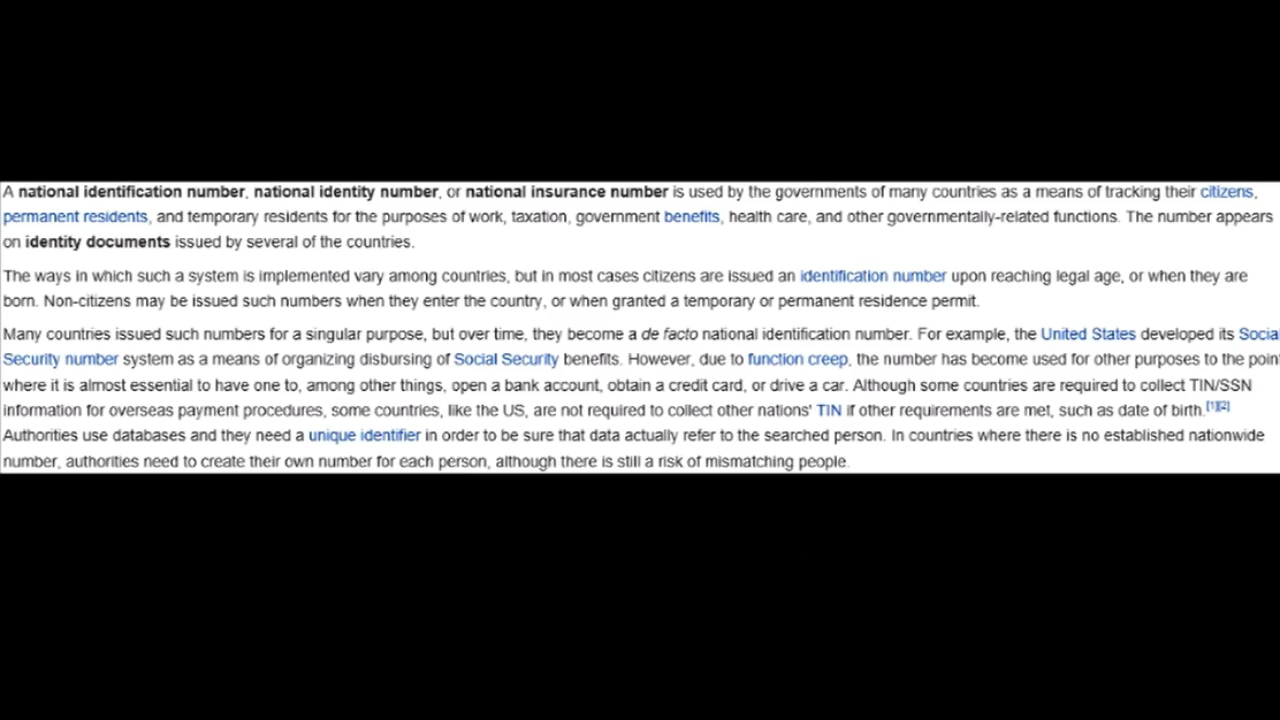 A national identification number, national identity number, or national insurance number is used by the governments of many countries as a means of tracking their citizens,
permanent residents, and temporary residents for the purposes of work, taxation, government benefits, health care, and other governmentally-related functions. The number appears
on identity documents issued by several of the countries.
The ways in which such a system is implemented vary among countries, but in most cases citizens are issued an identification number upon reaching legal age, or when they are
born. Non-citizens may be issued such numbers when they enter the country, or when granted a temporary or permanent residence permit.
Many countries issued such numbers for a singular purpose, but over time, they become a de facto national identification number. For example, the United States developed its Social
Security number system as a means of organizing disbursing of Social Security benefits. However, due to function creep, the number has become used for other purposes to the point
where it is almost essential to have one to, among other things, open a bank account, obtain a credit card, or drive a car. Although some countries are required to collect TIN/SSN
information for overseas payment procedures, some countries, like the US, are not required to collect other nations' TIN if other requirements are met, such as date of birth.[1][2]
Authorities use databases and they need a unique identifier in order to be sure that data actually refer to the searched person. In countries where there is no established nationwide
number, authorities need to create their own number for each person, although there is still a risk of mismatching people.